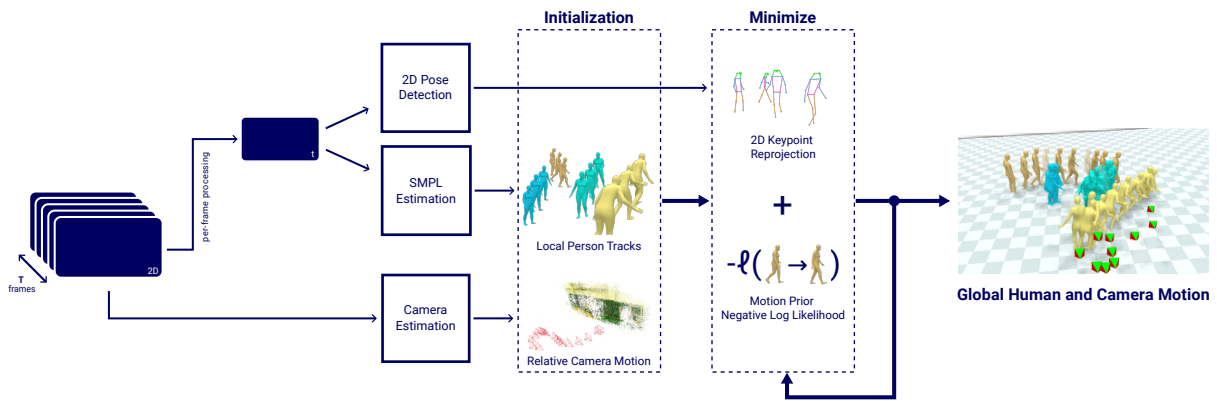 Initialization
Minimize
2D Pose
Detection
t
per-frame processing
SMPL
Estimation
2D
T
frames
Camera
Estimation
Local Person Tracks
Relative Camera Motion
2D Keypoint
Reprojection
+
-ℓ( → )
Motion Prior
Negative Log Likelihood
Global Human and Camera Motion